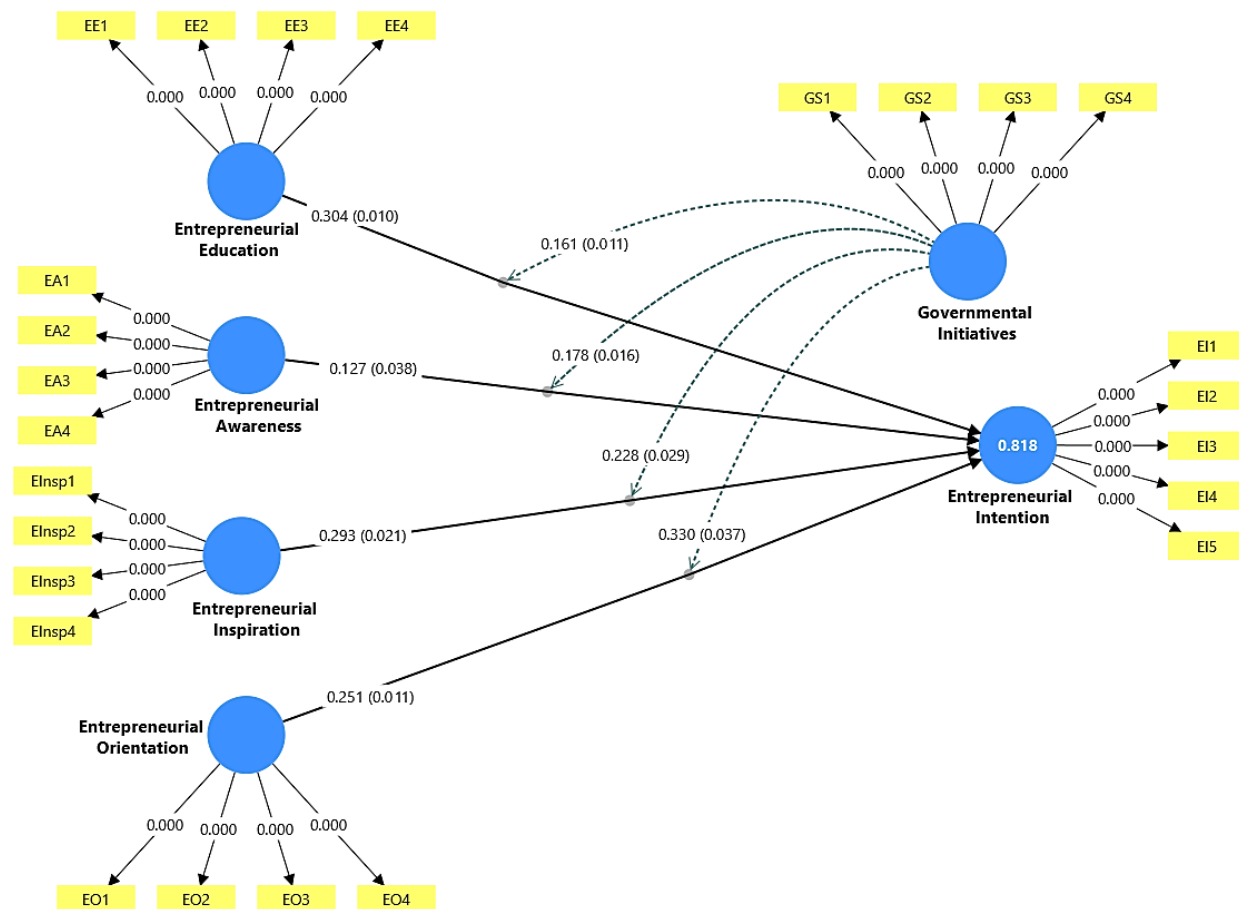 EE1 EE2 EE3 EE4
0.000 0.000 0.000 0.000
Entrepreneurial
Education
GS1 GS2 GS3 GS4
0.000 0.000 0.000 0.000
Governmental
Initiatives
0.304 (0.010)
0.161 (0.011)
EA1
EA2
EA3
EA4
0.000
0.000
0.000
0.000
Entrepreneurial
Awareness
0.127 (0.038)
0.178 (0.016)
EInsp1
EInsp2
EInsp3
EInsp4
0.000
0.000
0.000
0.000
Entrepreneurial
Inspiration
0.293 (0.021)
0.228 (0.029)
0.330 (0.037)
0.818
Entrepreneurial
Intention
0.000
0.000
0.000
0.000
0.000
EI1
EI2
EI3
EI4
EI5
Entrepreneurial
Orientation
0.251 (0.011)
0.000 0.000 0.000 0.000
EO1 EO2 EO3 EO4